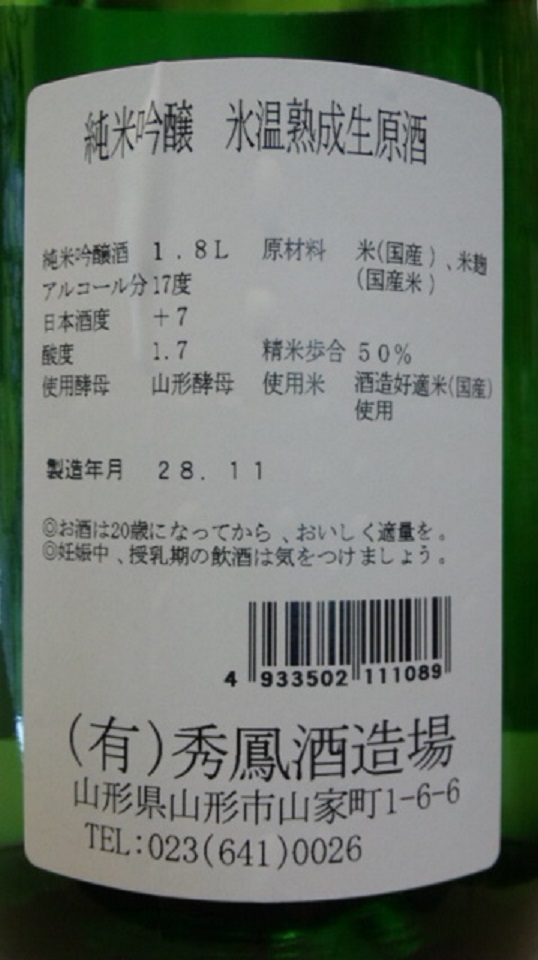 純米吟醸 氷温熟成生原酒
純米吟醸酒 1.8L 原材料 米(国産)、米麹
(国産米)
アルコール分 17度
日本酒度 +7
酸度 1.7 精米歩合 50%
使用酵母 山形酵母 使用米 酒造好適米(国産)
使用
製造年月 28.11
◎お酒は20歳になってから、おいしく適量を。
◎妊娠中、授乳期の飲酒は気をつけましょう。
4 933502 111089
(有)秀鳳酒造場
山形県山形市山家町1-6-6
TEL:023(641)0026